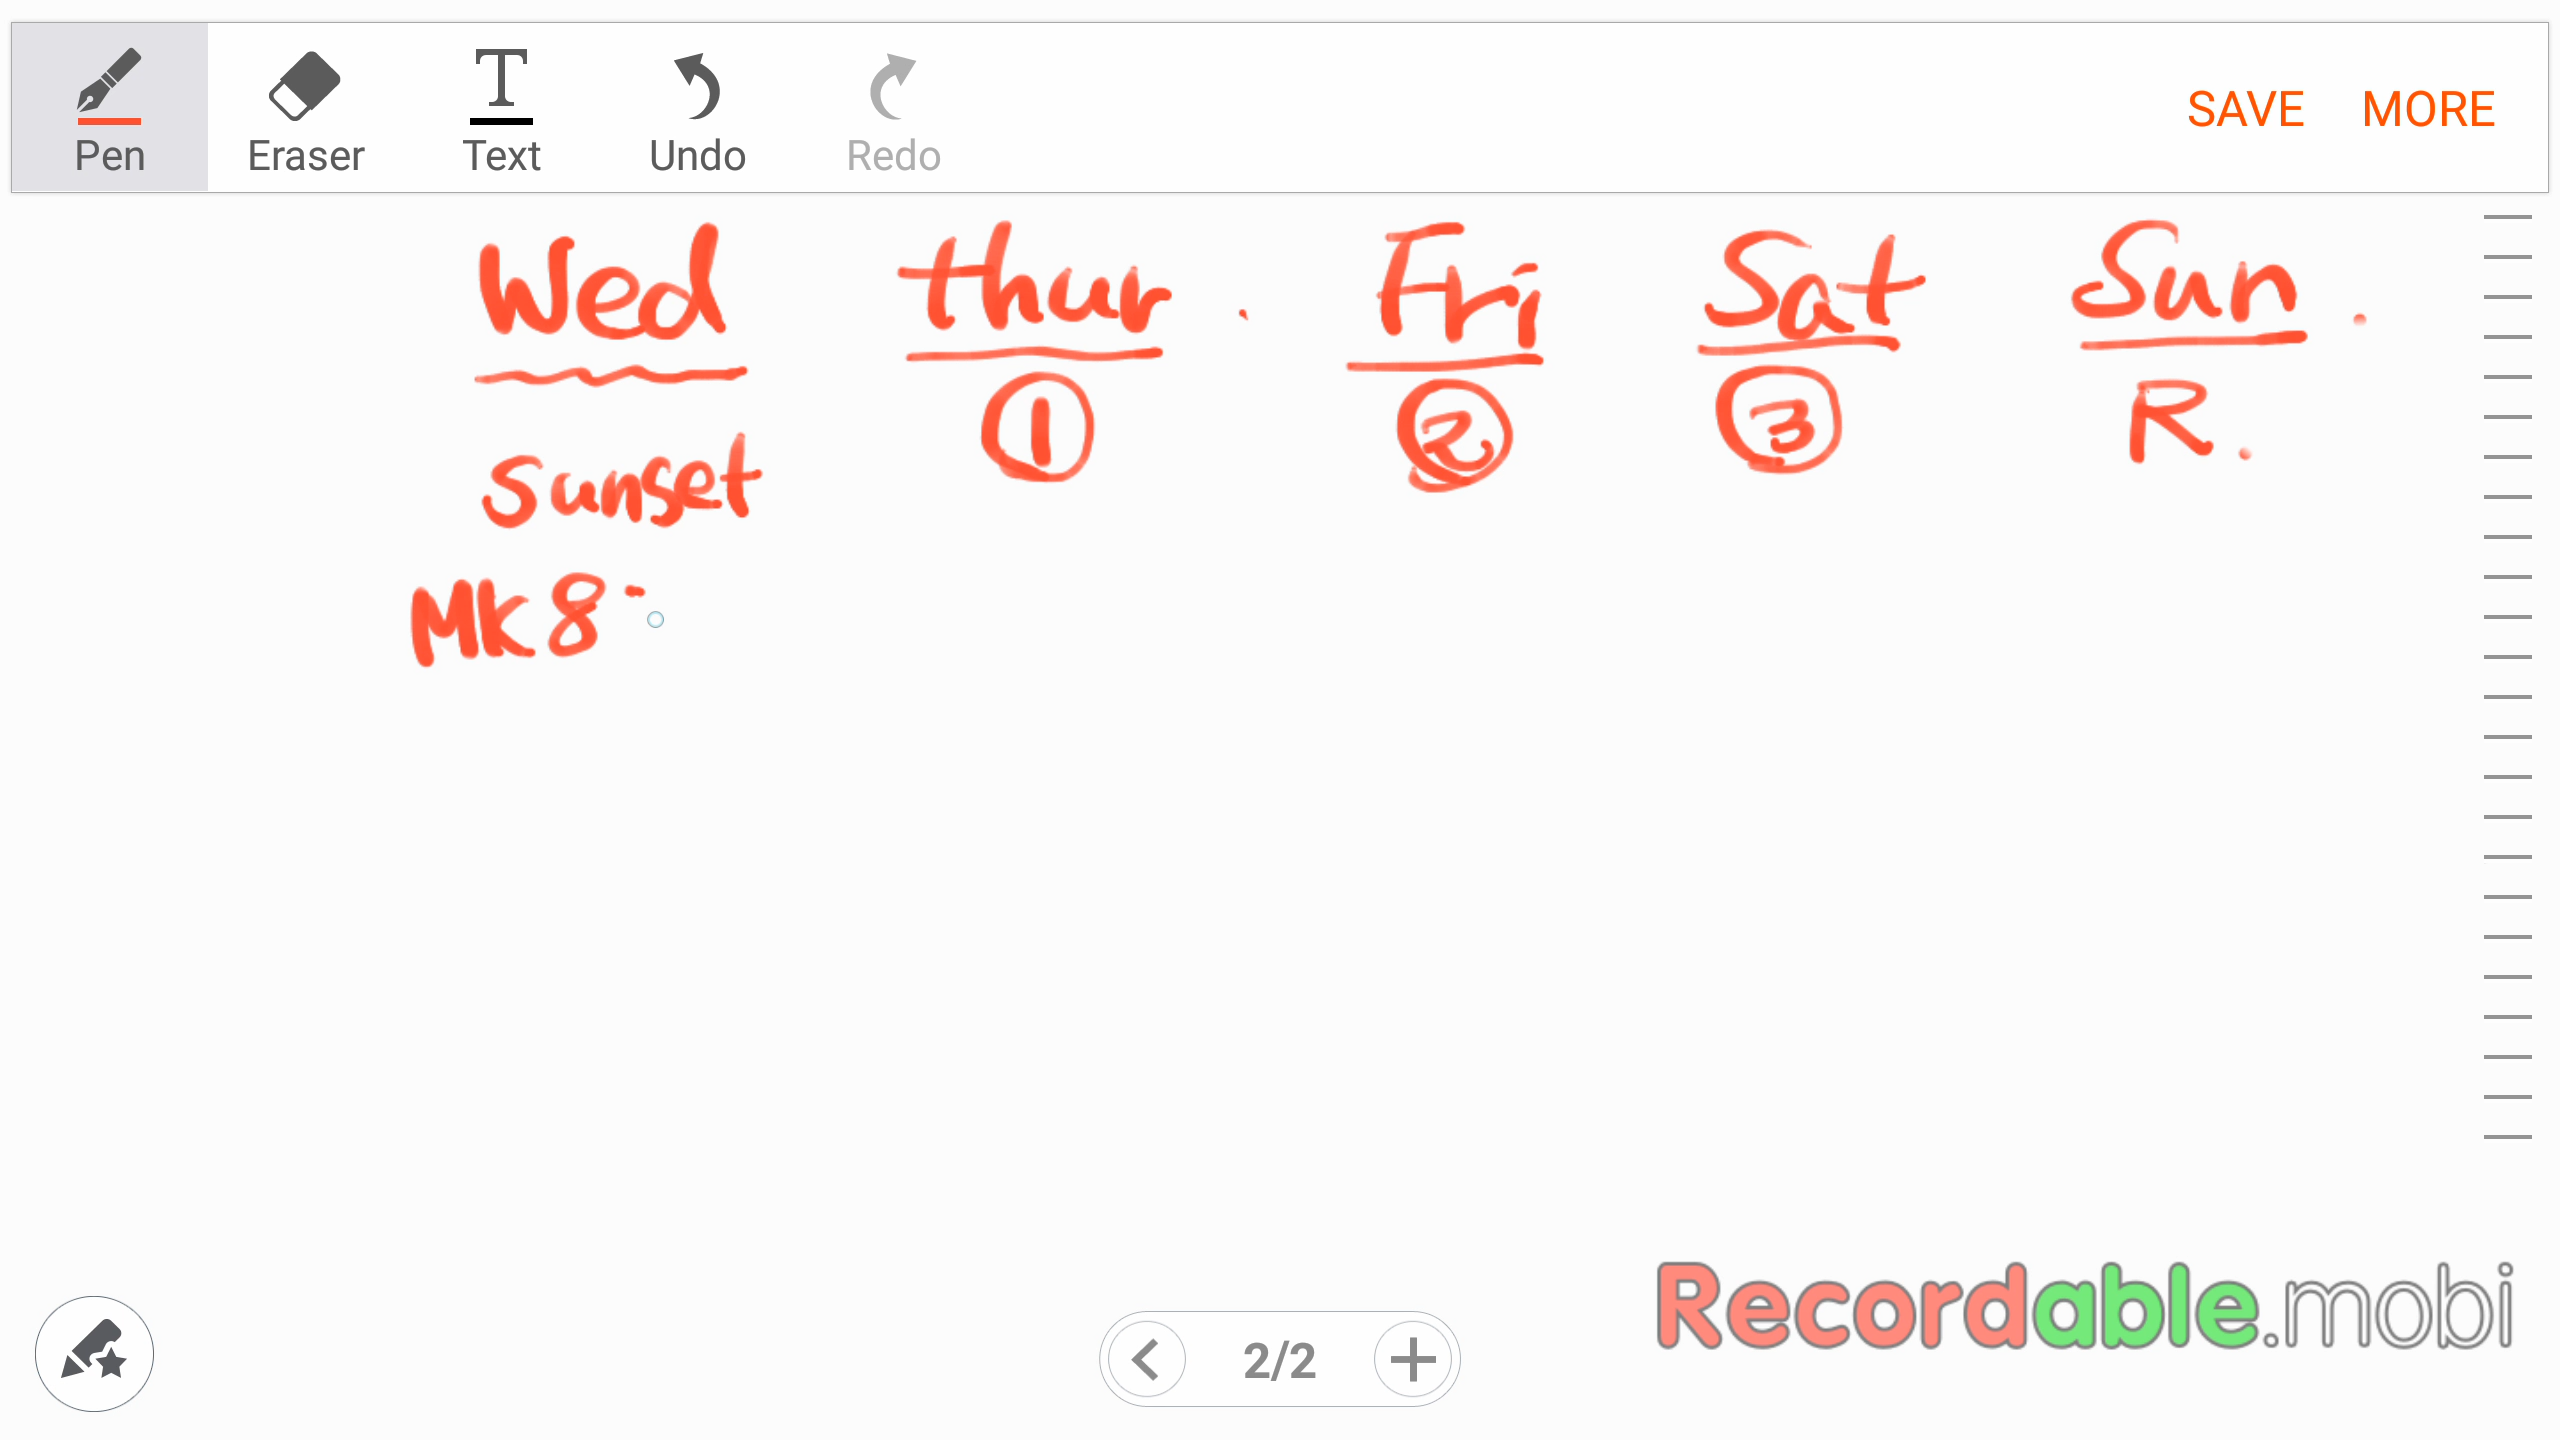 Pen Eraser Text Undo Redo SAVE MORE
Wed thur. Fri Sat Sun.
① ② ③ R.
Sunset
MK 8:
2/2
Recordable.mobi